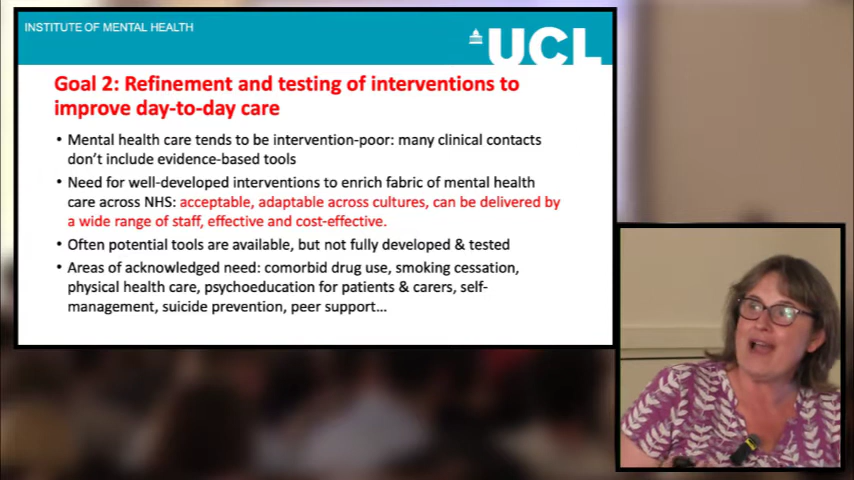 INSTITUTE OF MENTAL HEALTH
UCL
Goal 2: Refinement and testing of interventions to
improve day-to-day care
• Mental health care tends to be intervention-poor: many clinical contacts
don't include evidence-based tools
• Need for well-developed interventions to enrich fabric of mental health
care across NHS: acceptable, adaptable across cultures, can be delivered by
a wide range of staff, effective and cost-effective.
• Often potential tools are available, but not fully developed & tested
• Areas of acknowledged need: comorbid drug use, smoking cessation,
physical health care, psychoeducation for patients & carers, self-
management, suicide prevention, peer support...